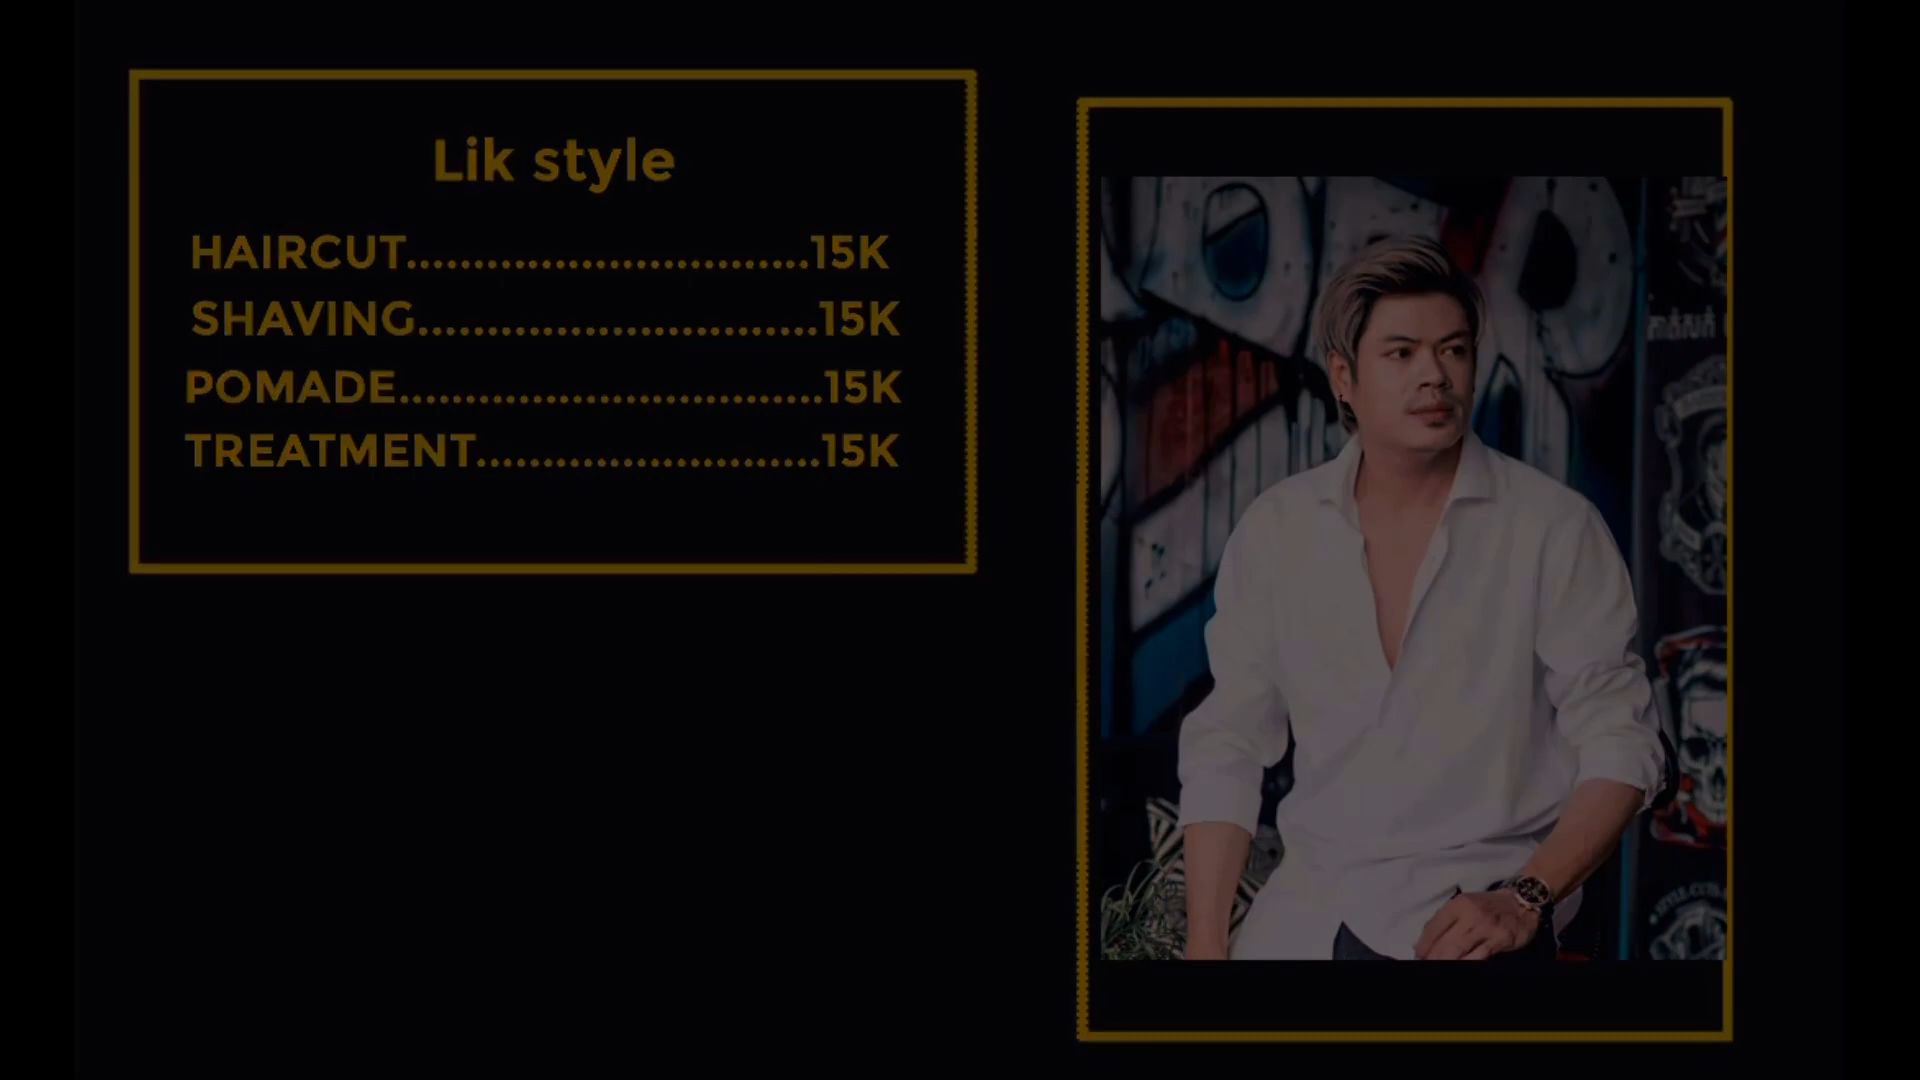 Lik style
HAIRCUT..............................15K
SHAVING.............................15K
POMADE................................15K
TREATMENT..........................15K